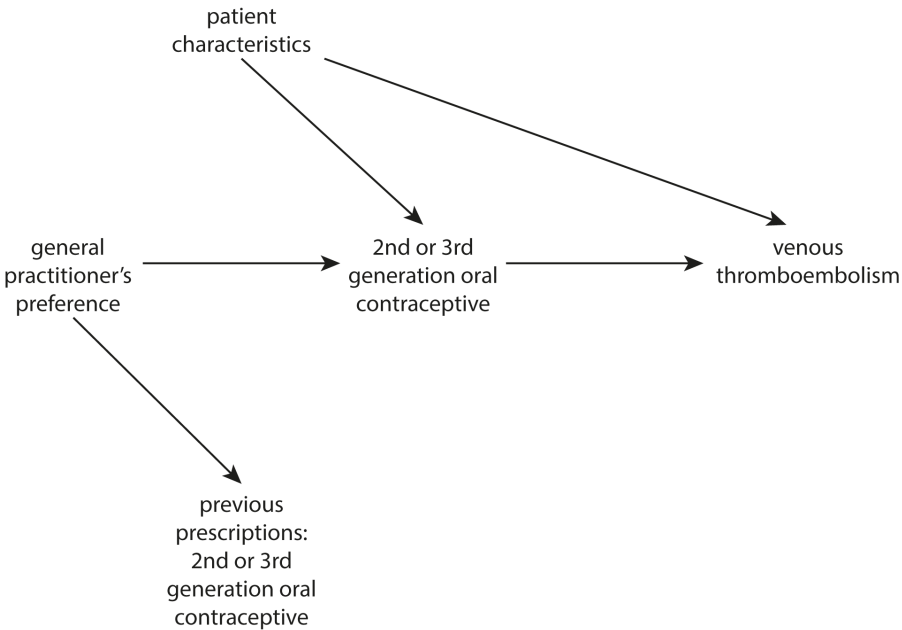 patient
characteristics
general
practitioner’s
preference
2nd or 3rd
generation oral
contraceptive
venous
thromboembolism
previous
prescriptions:
2nd or 3rd
generation oral
contraceptive